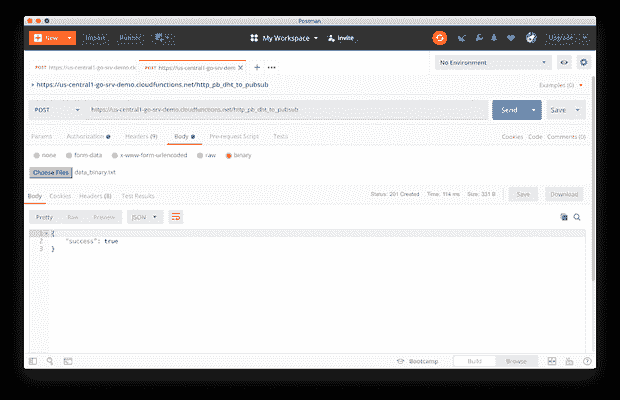 Postman
New Import Runner My Workspace Invite Upgrade
POST https://us-central1-go-srv-demo.cl POST https://us-central1-go-srv-dem No Environment
https://us-central1-go-srv-demo.cloudfunctions.net/http_pb_dht_to_pubsub Examples (0)
POST https://us-central1-go-srv-demo.cloudfunctions.net/http_pb_dht_to_pubsub Send Save
Params Authorization Headers (9) Body Pre-request Script Tests Cookies Code Comments (0)
none form-data x-www-form-urlencoded raw binary
Choose Files data_binary.txt
Body Cookies Headers (8) Test Results Status: 201 Created Time: 114 ms Size: 331 B Save Download
Pretty Raw Preview JSON
1 {
2 "success": true
3 }
Bootcamp Build Browse